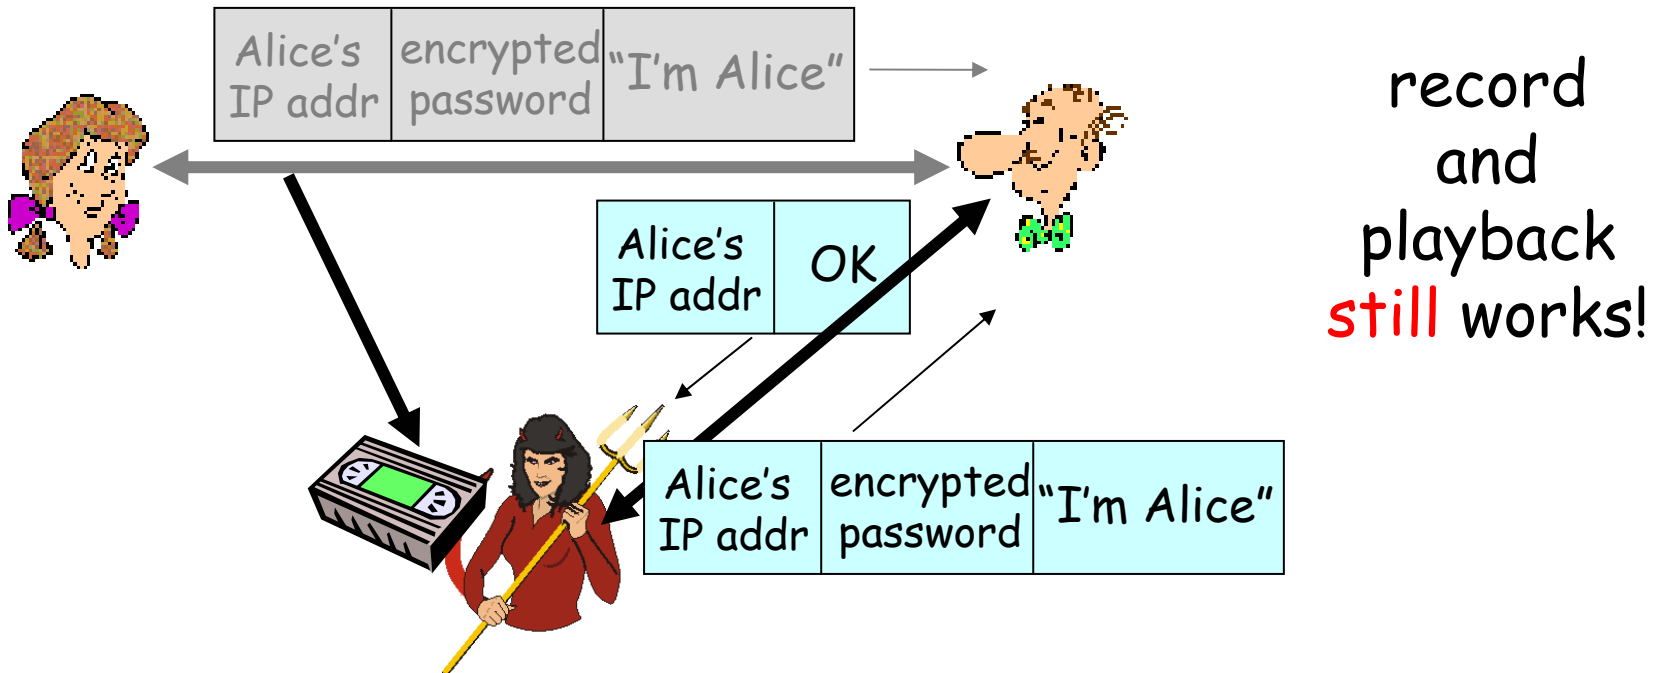 Alice's
IP addr
encrypted
password
“I’m Alice”
record
and
playback
still works!
Alice’s
IP addr
OK
Alice’s
IP addr
encrypted
password
“I’m Alice”